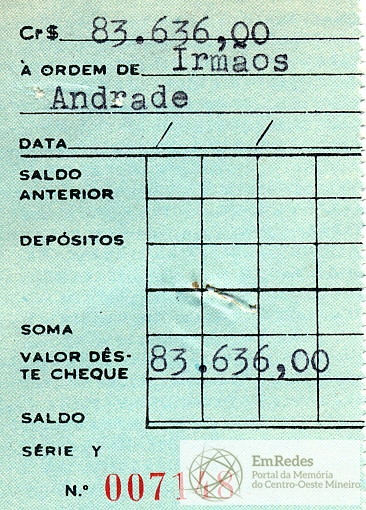 Cr$ 83.636,00
À ORDEM DE Irmãos
Andrade
DATA / /
SALDO
ANTERIOR
DEPÓSITOS
SOMA
VALOR DÊS-
TE CHEQUE 83.636,00
SALDO
SÉRIE Y
N.º 007148
EmRedes
Portal da Memória
do Centro-Oeste Mineiro